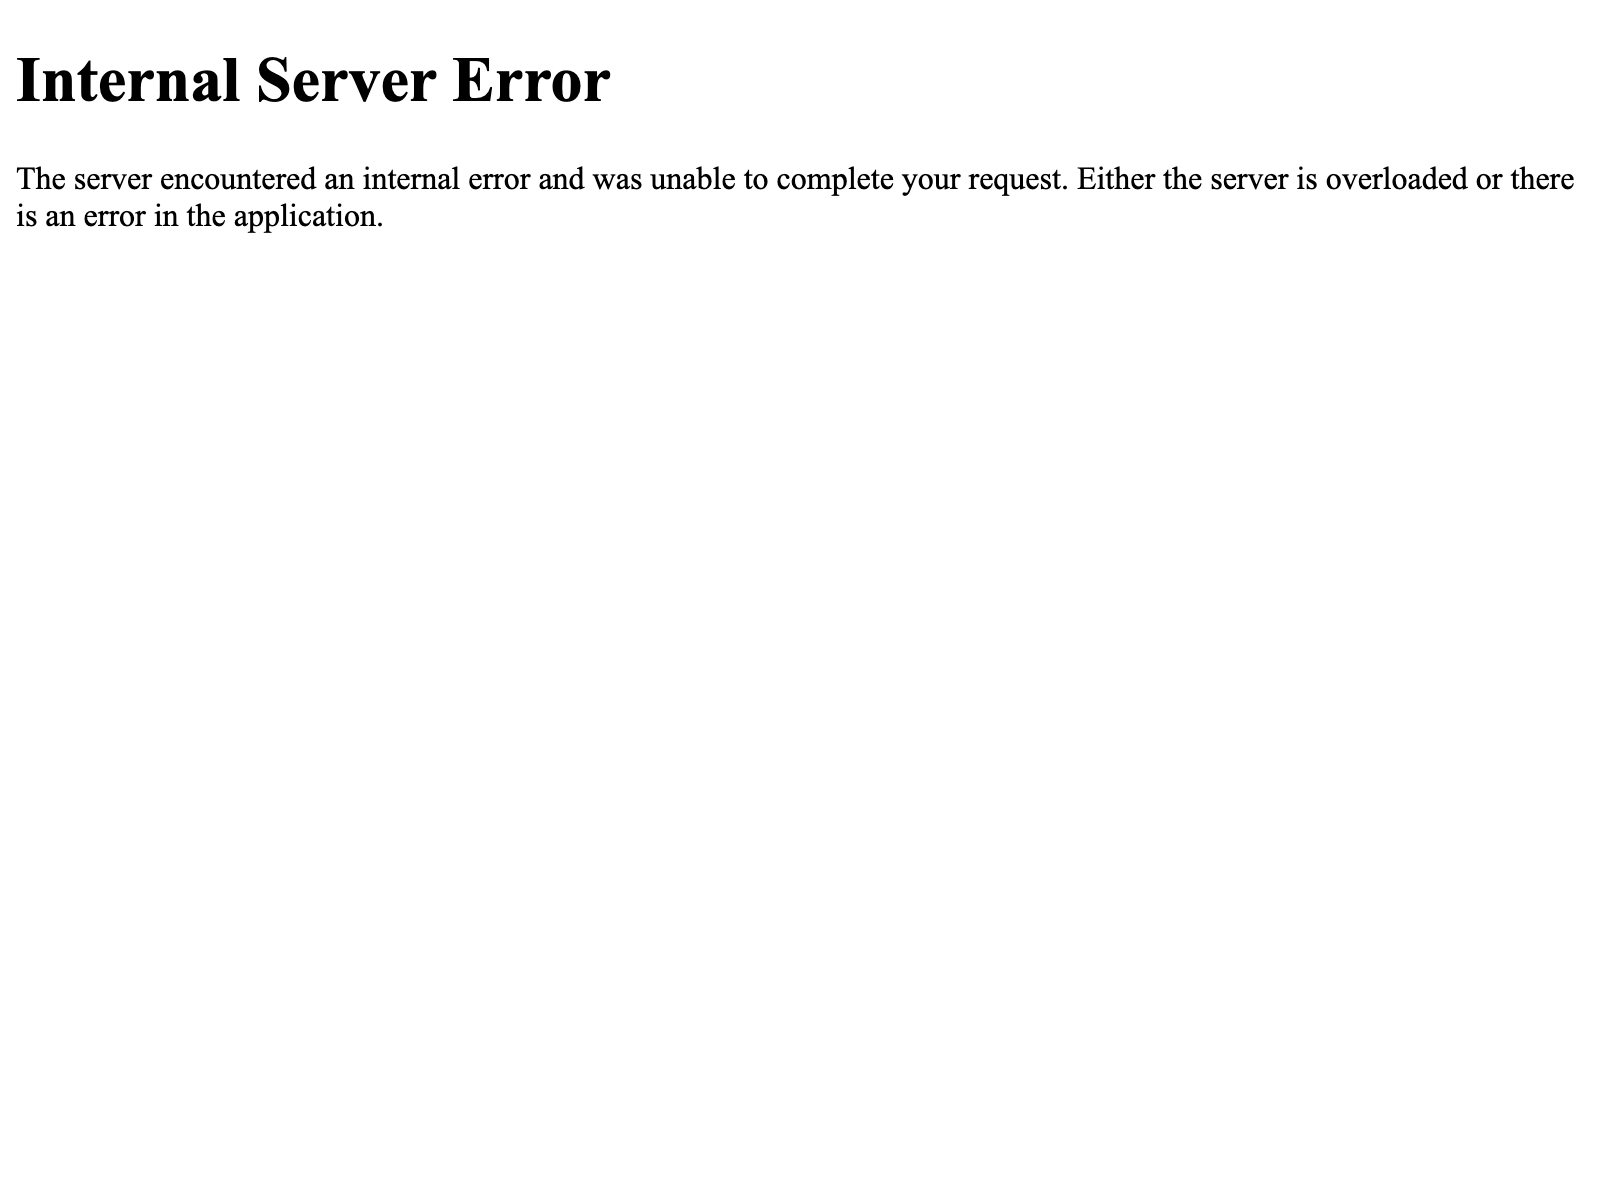 Internal Server Error
The server encountered an internal error and was unable to complete your request. Either the server is overloaded or there
is an error in the application.